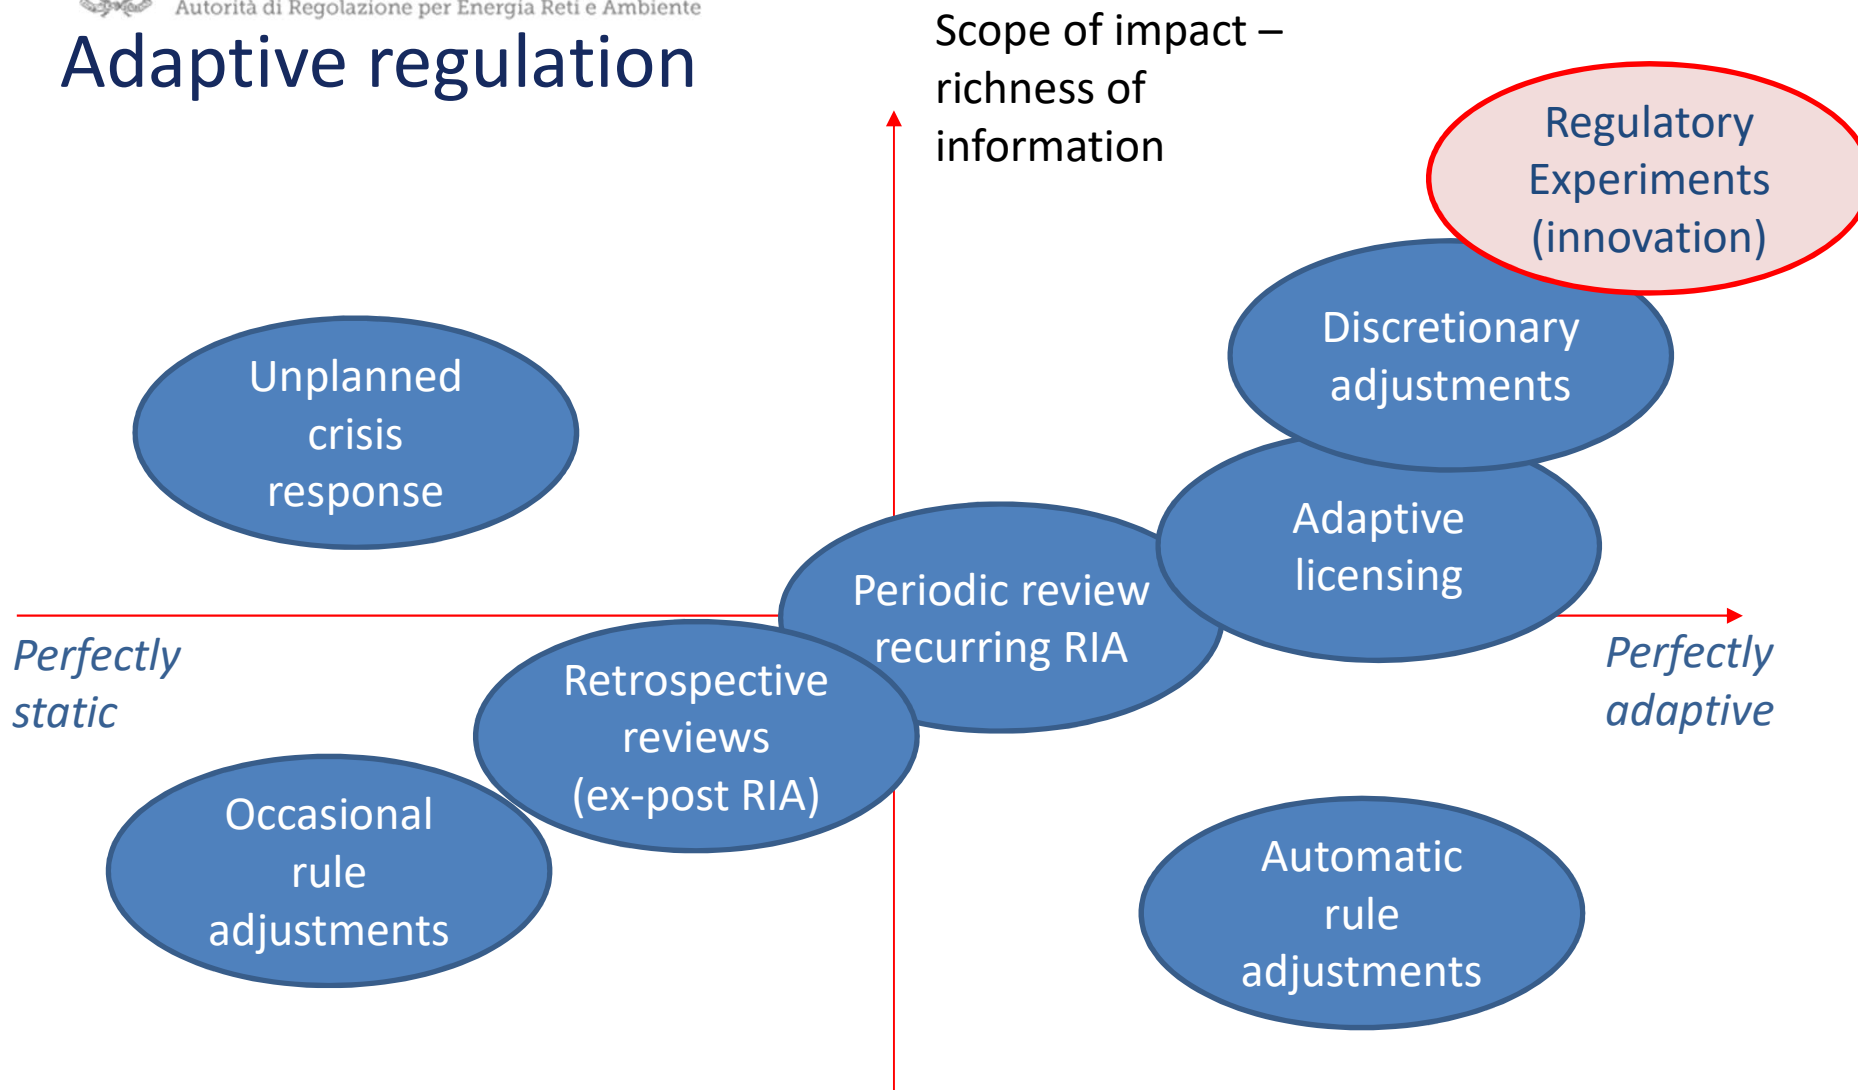 Autorità di Regolazione per Energia Reti e Ambiente
Adaptive regulation
Scope of impact –
richness of
information
Regulatory
Experiments
(innovation)
Discretionary
adjustments
Unplanned
crisis
response
Adaptive
licensing
Periodic review
recurring RIA
Perfectly
static
Perfectly
adaptive
Retrospective
reviews
(ex-post RIA)
Occasional
rule
adjustments
Automatic
rule
adjustments